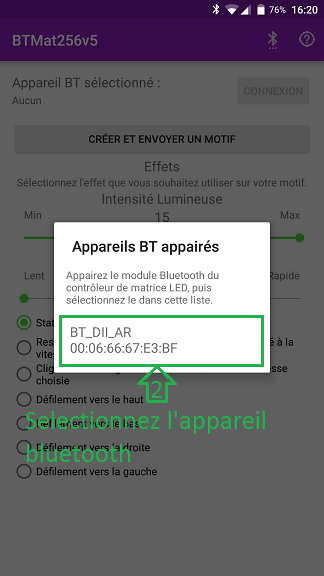 76% 16:20
BTMat256v5
Appareil BT sélectionné :
Aucun
CONNEXION
CRÉER ET ENVOYER UN MOTIF
Effets
Sélectionnez l'effet que vous souhaitez utiliser sur votre motif.
Intensité Lumineuse
Min 15 Max
Appareils BT appairés
Appairez le module Bluetooth du
contrôleur de matrice LED, puis
sélectionnez le dans cette liste.
Lent Rapide
BT_DII_AR
00:06:66:67:E3:BF
Stat
Res é à la
vites
Clig esse
choisie
2
Défilement vers le haut
Selectionnez l'appareil
Défilement vers le bas
Défilement vers la droite
bluetooth
Défilement vers la gauche